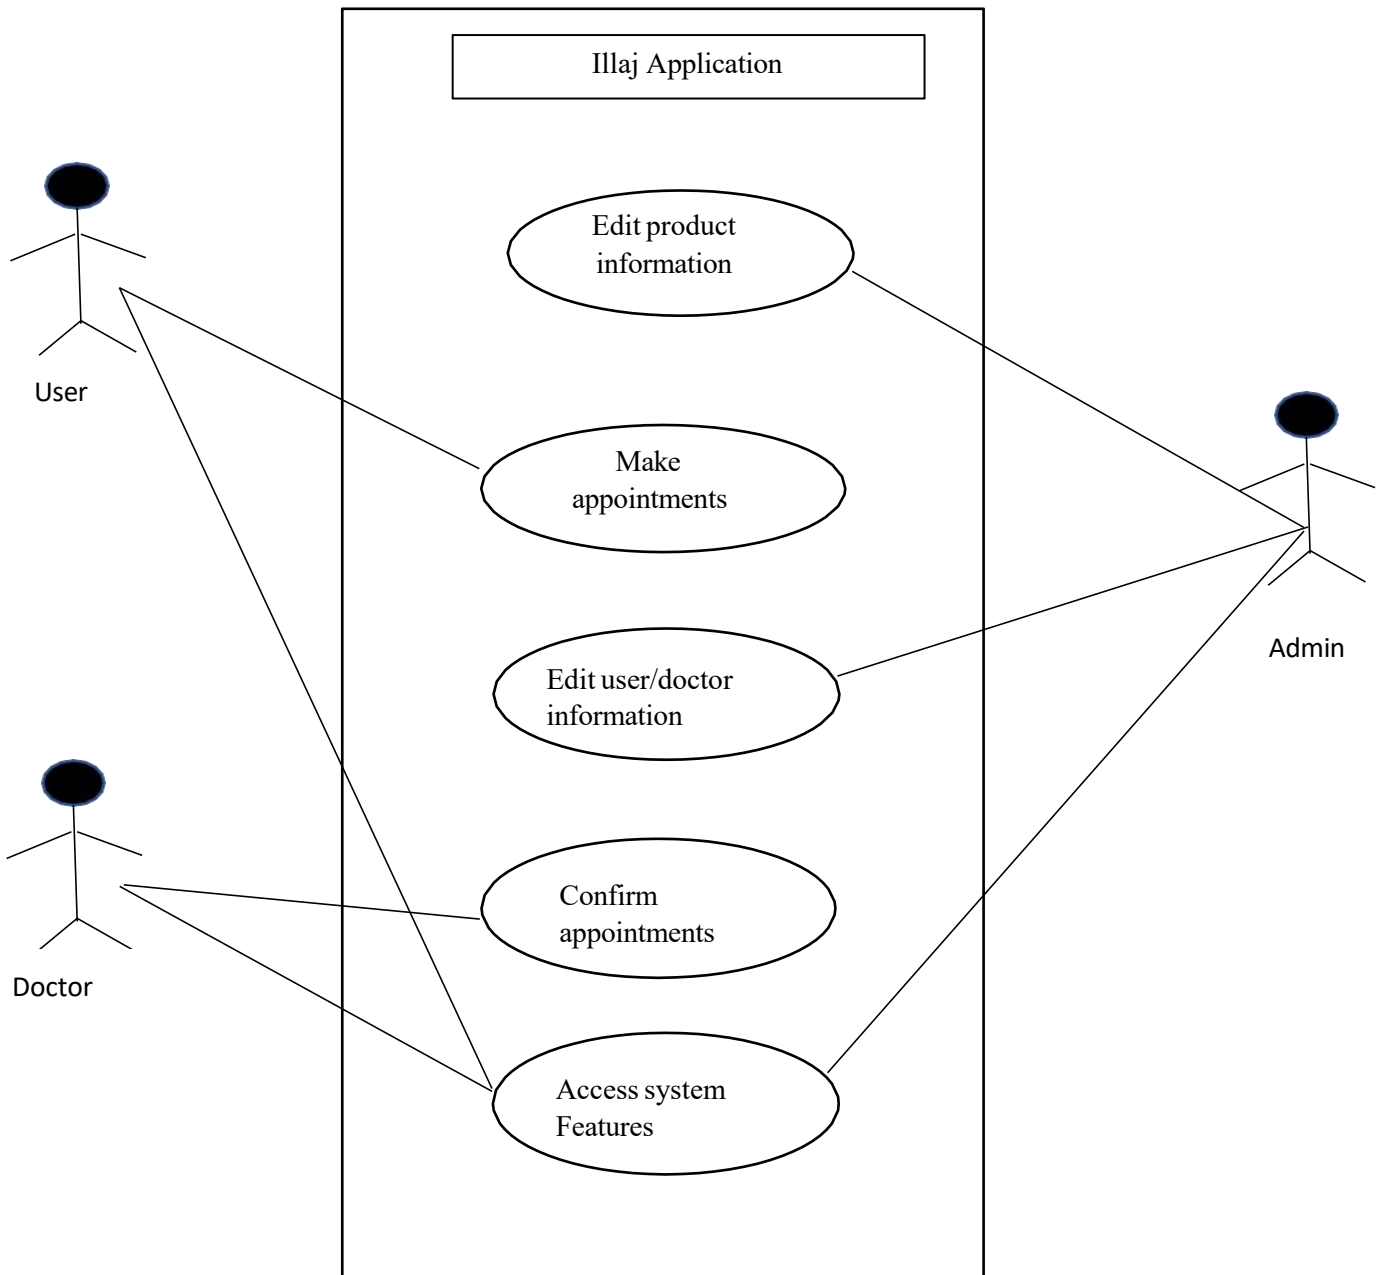 Illaj Application
Edit product
information
User
Make
appointments
Admin
Edit user/doctor
information
Confirm
appointments
Doctor
Access system
Features